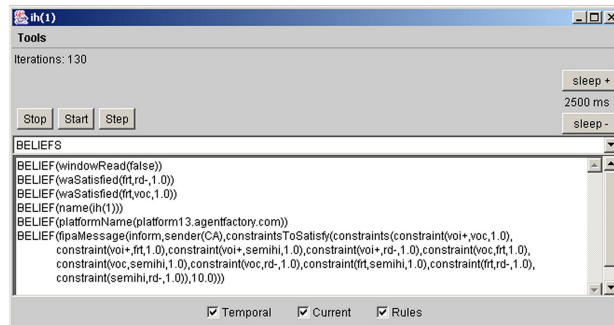 ih(1)
Tools
Iterations: 130
sleep +
2500 ms
Stop Start Step
sleep -
BELIEFS
BELIEF(windowRead(false))
BELIEF(waSatisfied(frt,rd-,1.0))
BELIEF(waSatisfied(frt,voc,1.0))
BELIEF(name(ih(1)))
BELIEF(platformName(platform13.agentfactory.com))
BELIEF(fipaMessage(inform,sender(CA),constraintsToSatisfy(constraints(constraint(voi+,voc,1.0),
constraint(voi+,frt,1.0),constraint(voi+,semihi,1.0),constraint(voi+,rd-,1.0),constraint(voc,frt,1.0),
constraint(voc,semihi,1.0),constraint(voc,rd-,1.0),constraint(frt,semihi,1.0),constraint(frt,rd-,1.0),
constraint(semihi,rd-,1.0)),10.0)))
Temporal Current Rules